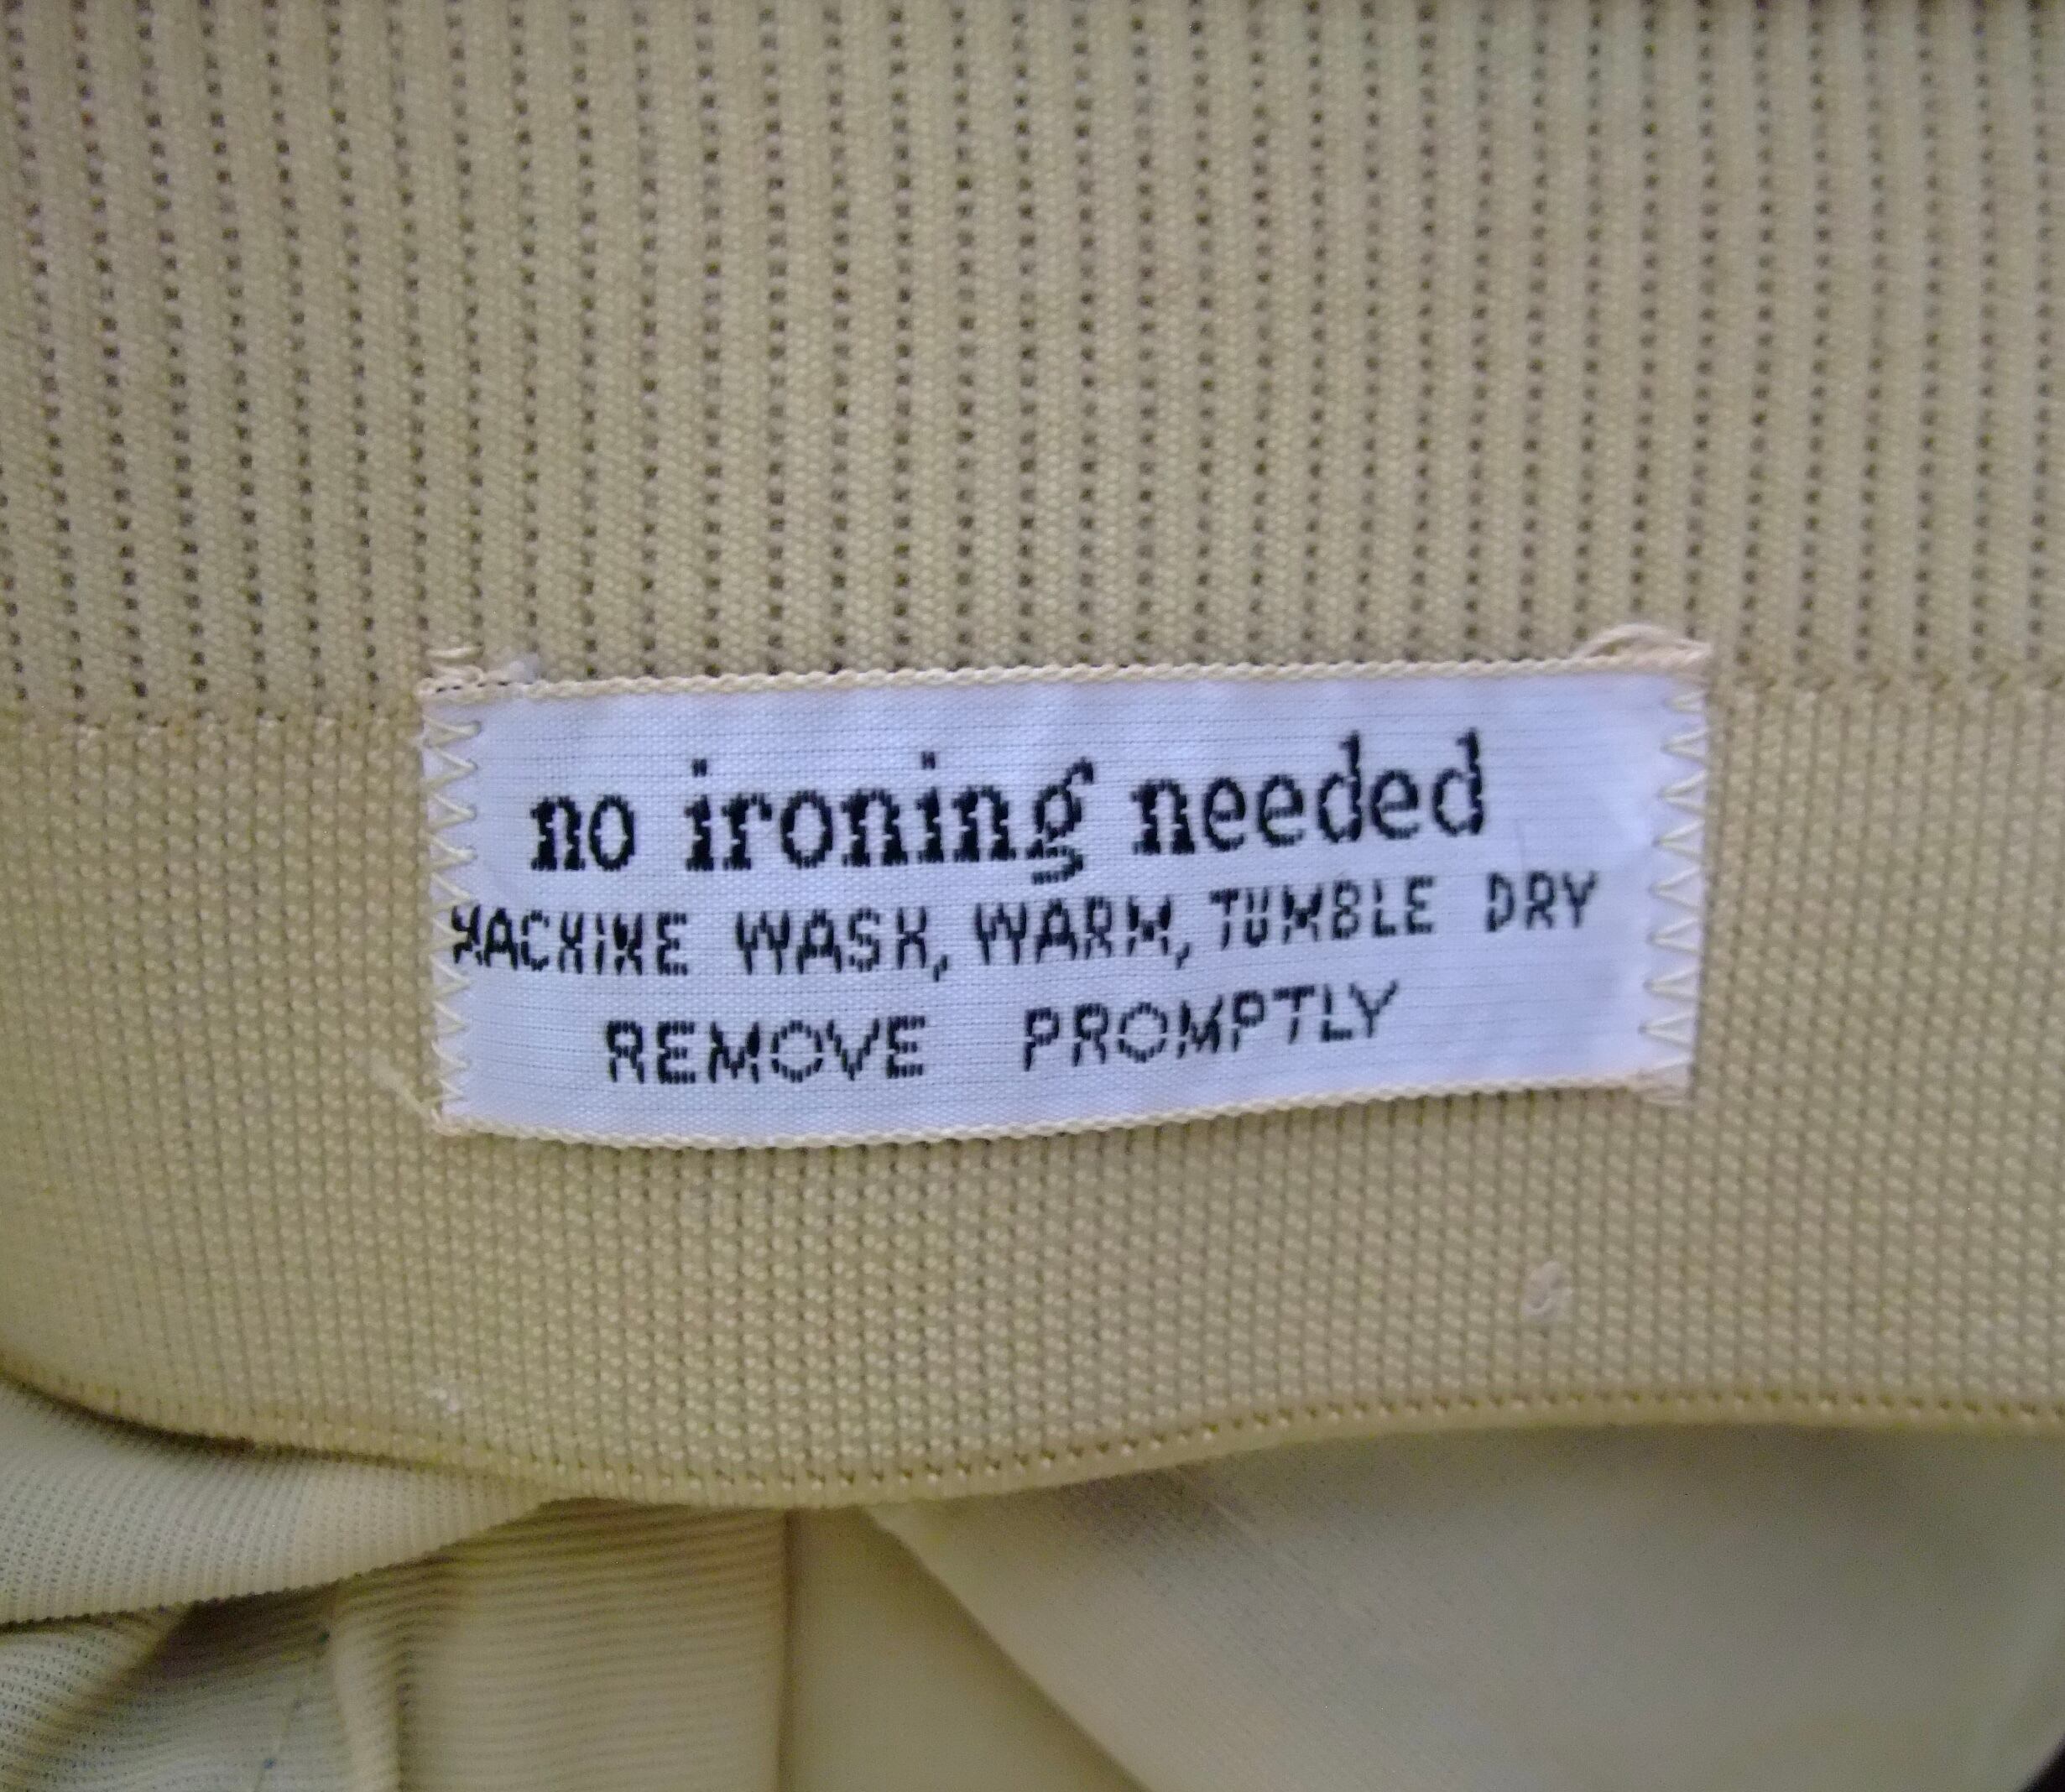 no ironing needed
MACHINE WASH, WARM, TUMBLE DRY
REMOVE PROMPTLY